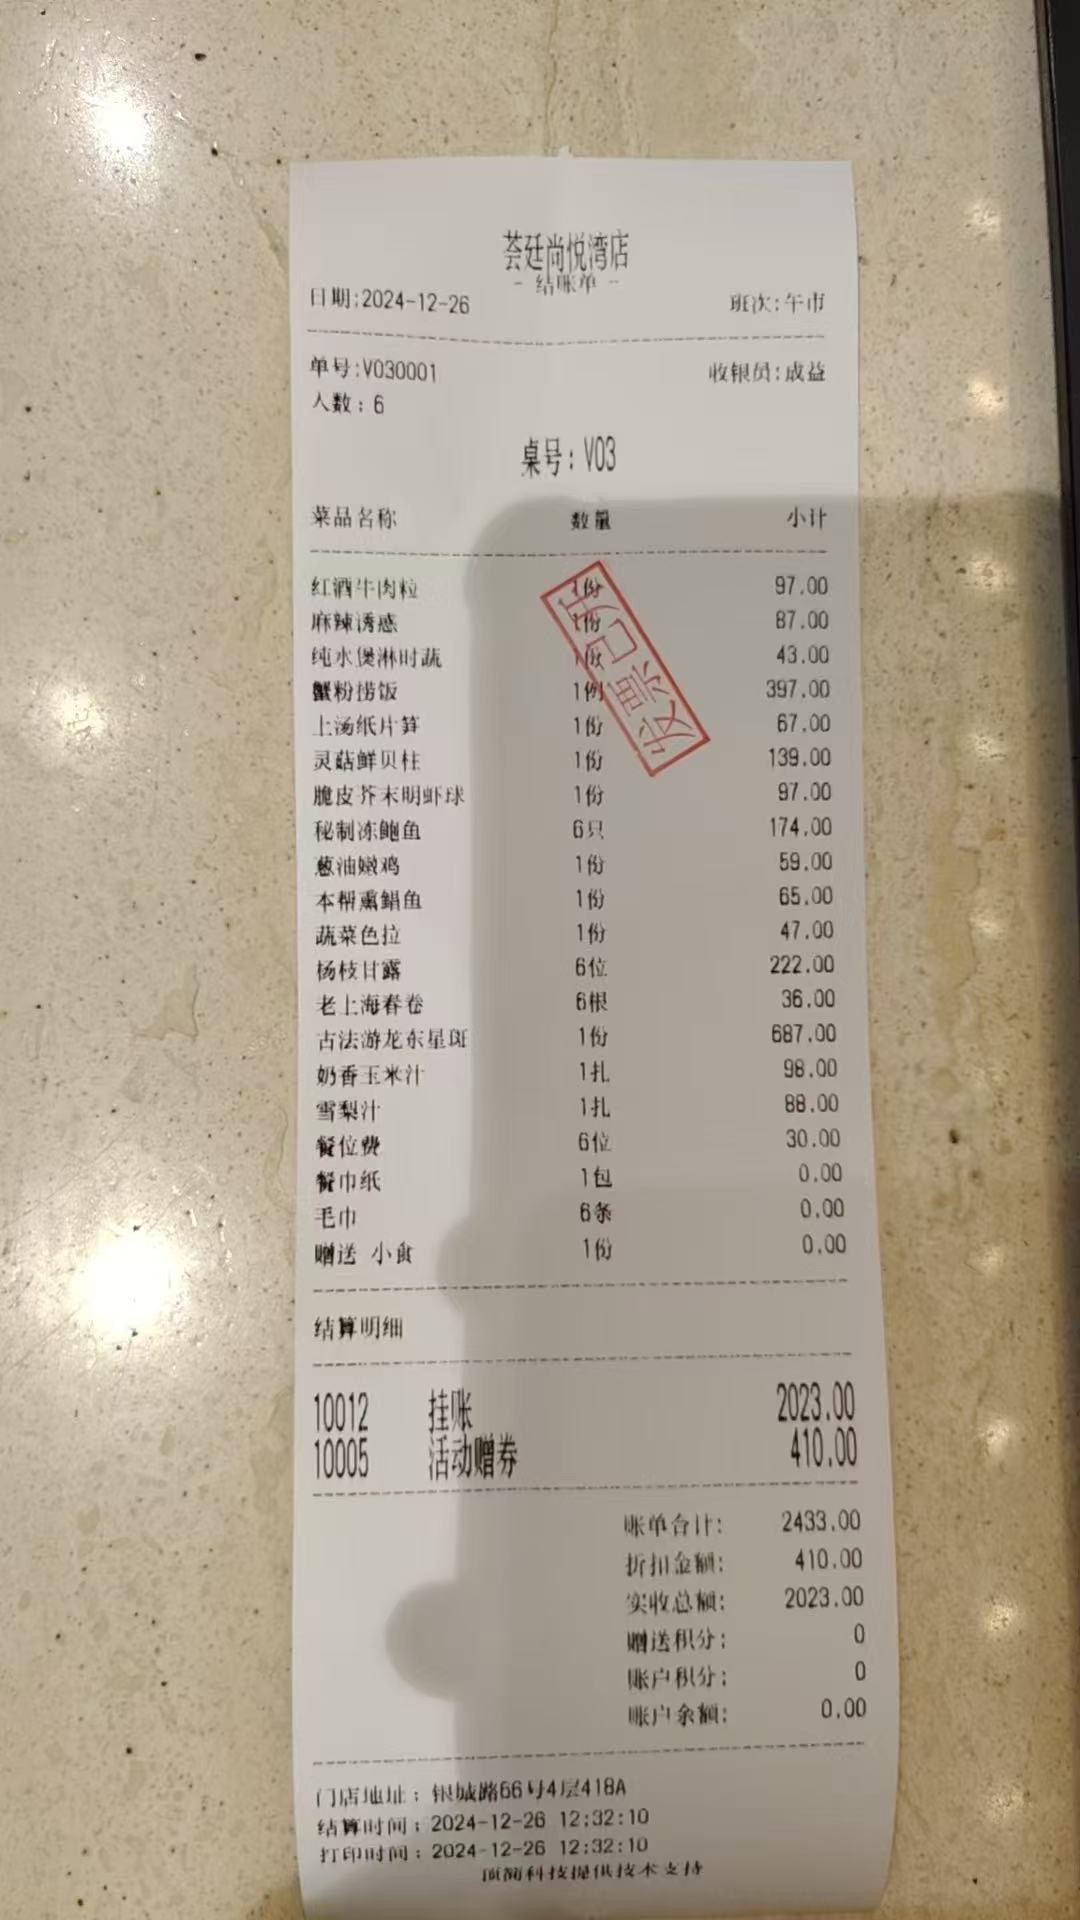 荟廷尚悦湾店
- 结账单 -
日期:2024-12-26 班次:午市
单号:V030001 收银员:成益
人数: 6
桌号: V03
菜品名称 数量 小计
红酒牛肉粒 1份 97.00
麻辣诱惑 1份 87.00
纯水煲淋时蔬 1份 43.00
蟹粉捞饭 1例 397.00
上汤纸片笋 1份 67.00
灵菇鲜贝柱 1份 139.00
脆皮芥末明虾球 1份 97.00
秘制冻鲍鱼 6只 174.00
葱油嫩鸡 1份 59.00
本帮熏鲳鱼 1份 65.00
蔬菜色拉 1份 47.00
杨枝甘露 6位 222.00
老上海春卷 6根 36.00
古法游龙东星斑 1份 687.00
奶香玉米汁 1扎 98.00
雪梨汁 1扎 88.00
餐位费 6位 30.00
餐巾纸 1包 0.00
毛巾 6条 0.00
赠送 小食 1份 0.00
发票已开
结算明细
10012 挂账 2023.00
10005 活动赠券 410.00
账单合计: 2433.00
折扣金额: 410.00
实收总额: 2023.00
赠送积分: 0
账户积分: 0
账户余额: 0.00
门店地址: 银城路66号4层418A
结算时间: 2024-12-26 12:32:10
打印时间: 2024-12-26 12:32:10
顶简科技提供技术支持